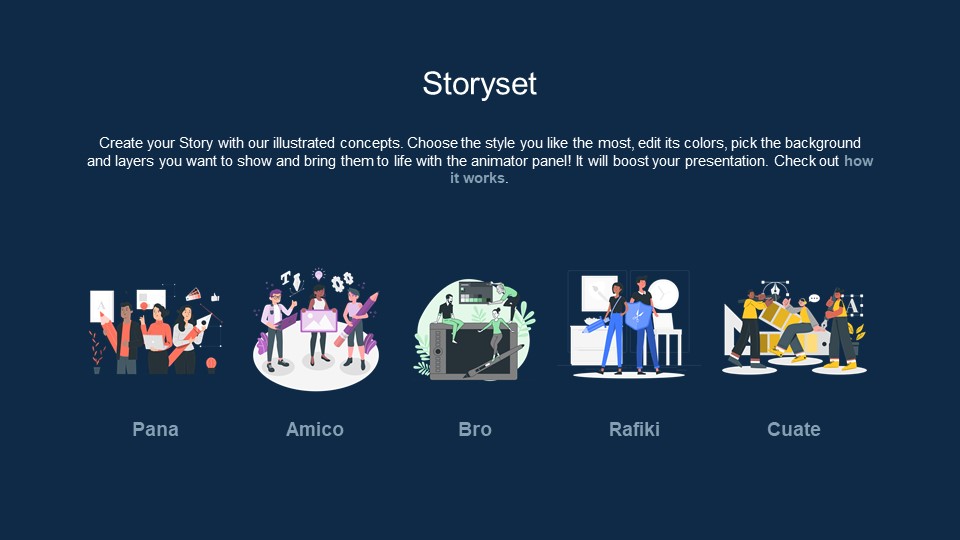 Storyset
Create your Story with our illustrated concepts. Choose the style you like the most, edit its colors, pick the background
and layers you want to show and bring them to life with the animator panel! It will boost your presentation. Check out how
it works.
Pana
Amico
Bro
Rafiki
Cuate